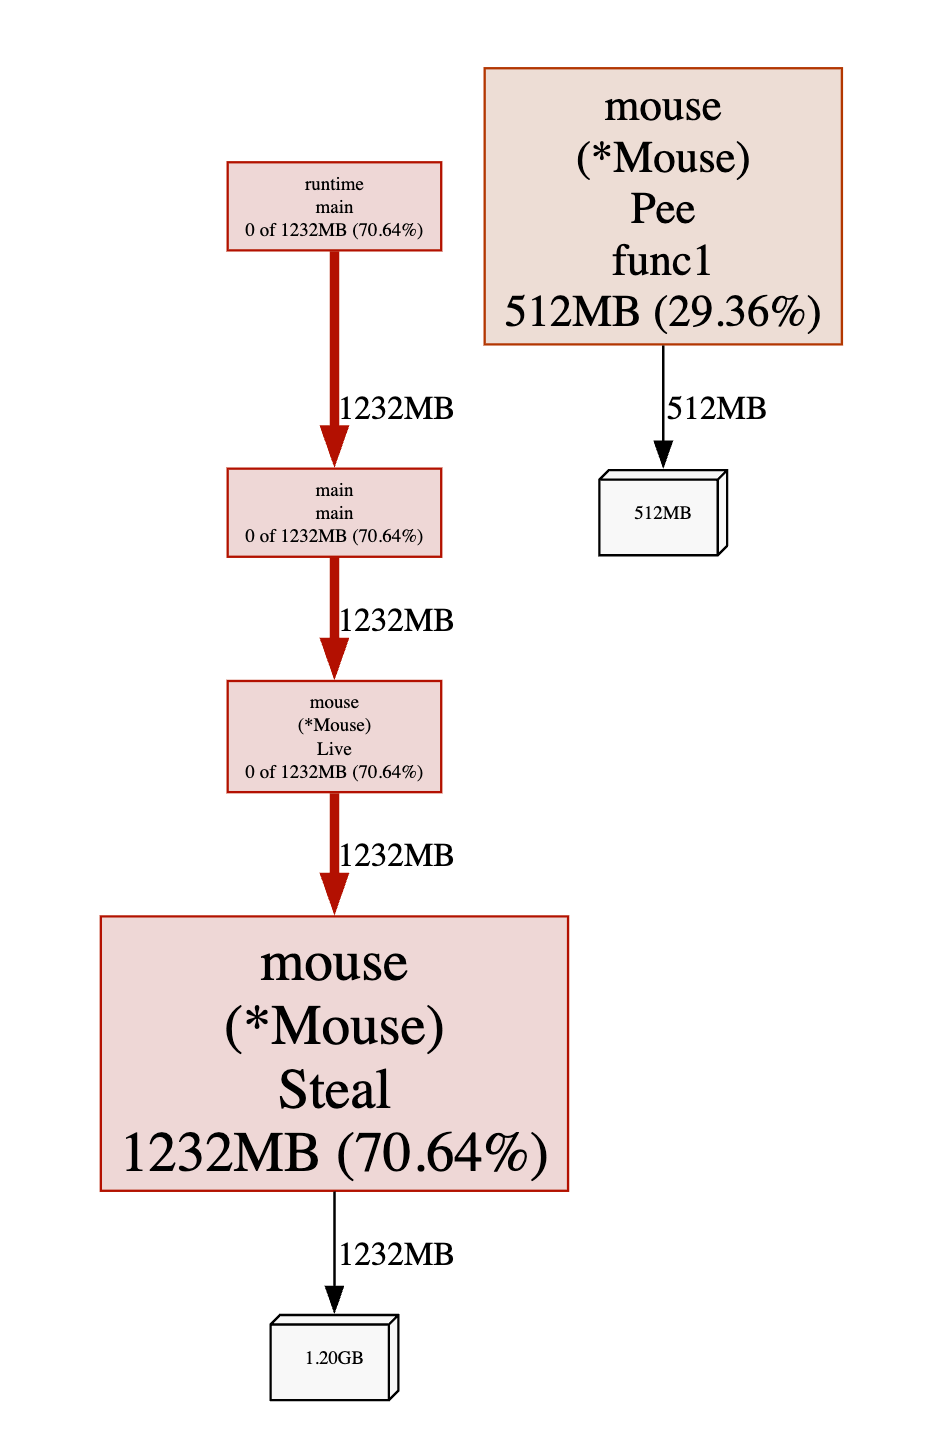 mouse
(*Mouse)
Pee
func1
512MB (29.36%)
512MB
512MB
runtime
main
0 of 1232MB (70.64%)
1232MB
main
main
0 of 1232MB (70.64%)
1232MB
mouse
(*Mouse)
Live
0 of 1232MB (70.64%)
1232MB
mouse
(*Mouse)
Steal
1232MB (70.64%)
1232MB
1.20GB